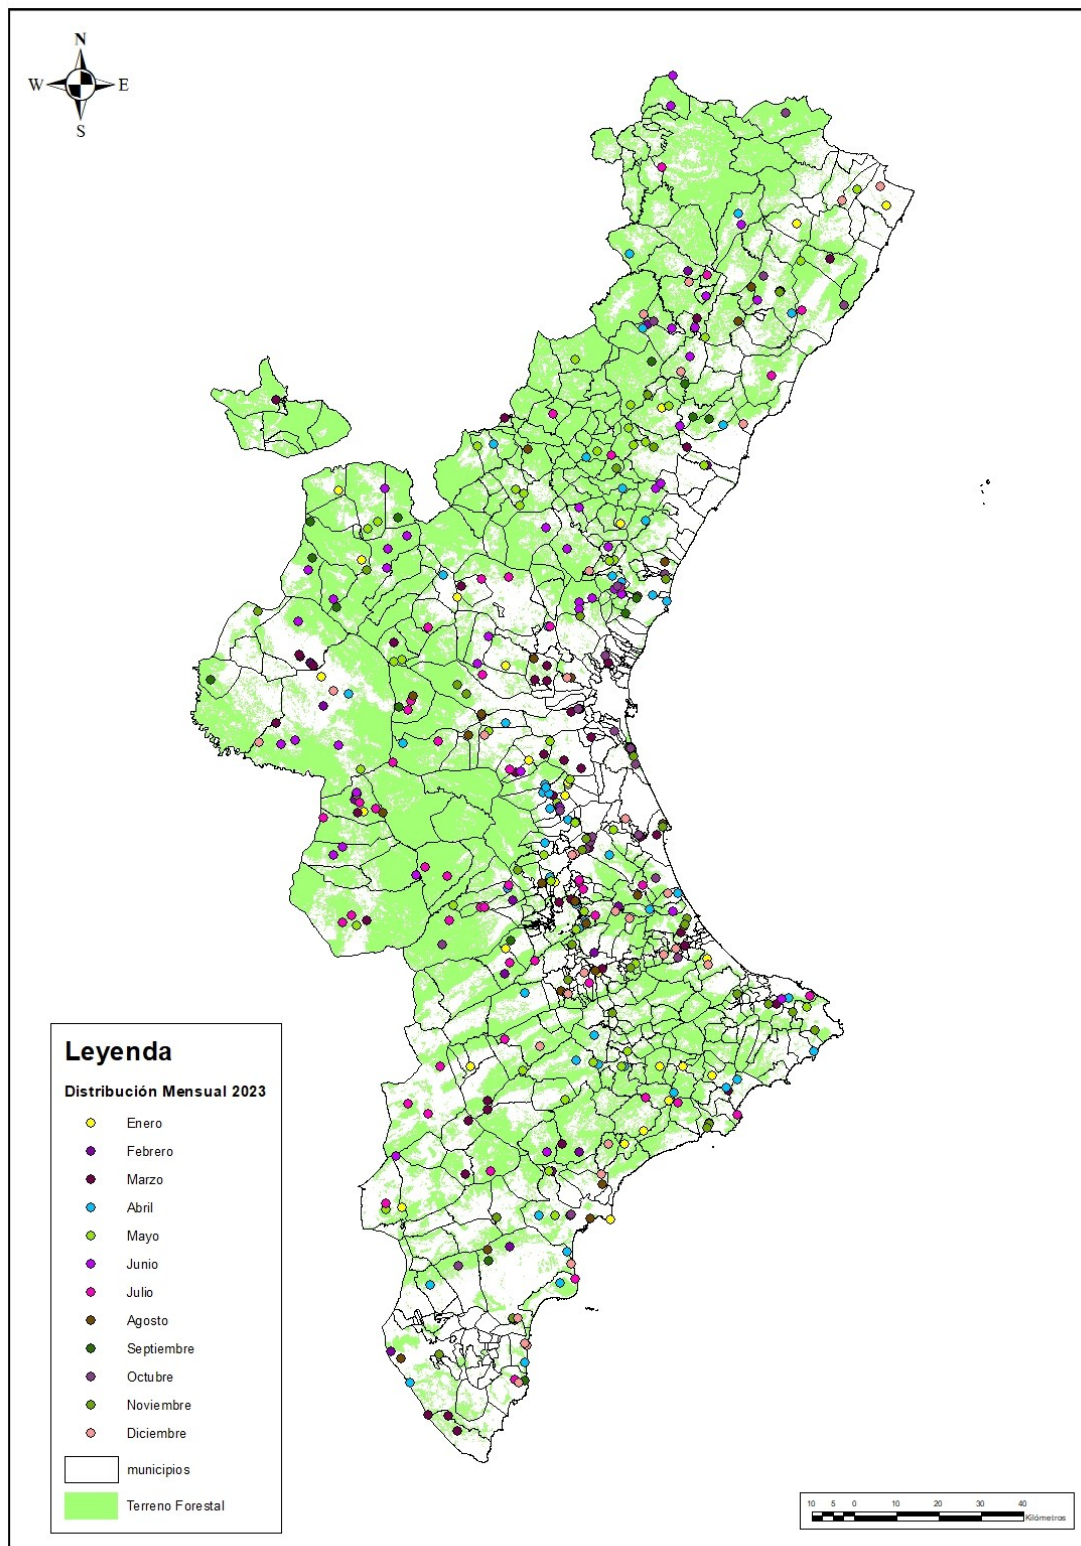 N
W E
S
Leyenda
Distribución Mensual 2023
Enero
Febrero
Marzo
Abril
Mayo
Junio
Julio
Agosto
Septiembre
Octubre
Noviembre
Diciembre
municipios
Terreno Forestal
10 5 0 10 20 30 40
Kilómetros